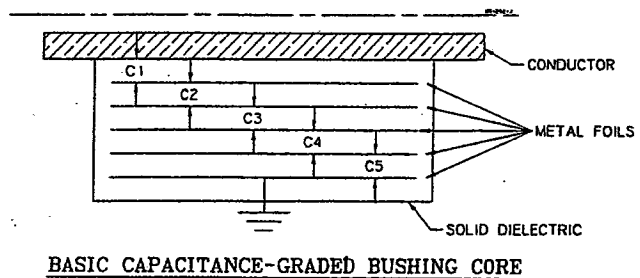 C1
CONDUCTOR
C2
C3
METAL FOILS
C4
C5
SOLID DIELECTRIC
BASIC CAPACITANCE-GRADED BUSHING CORE